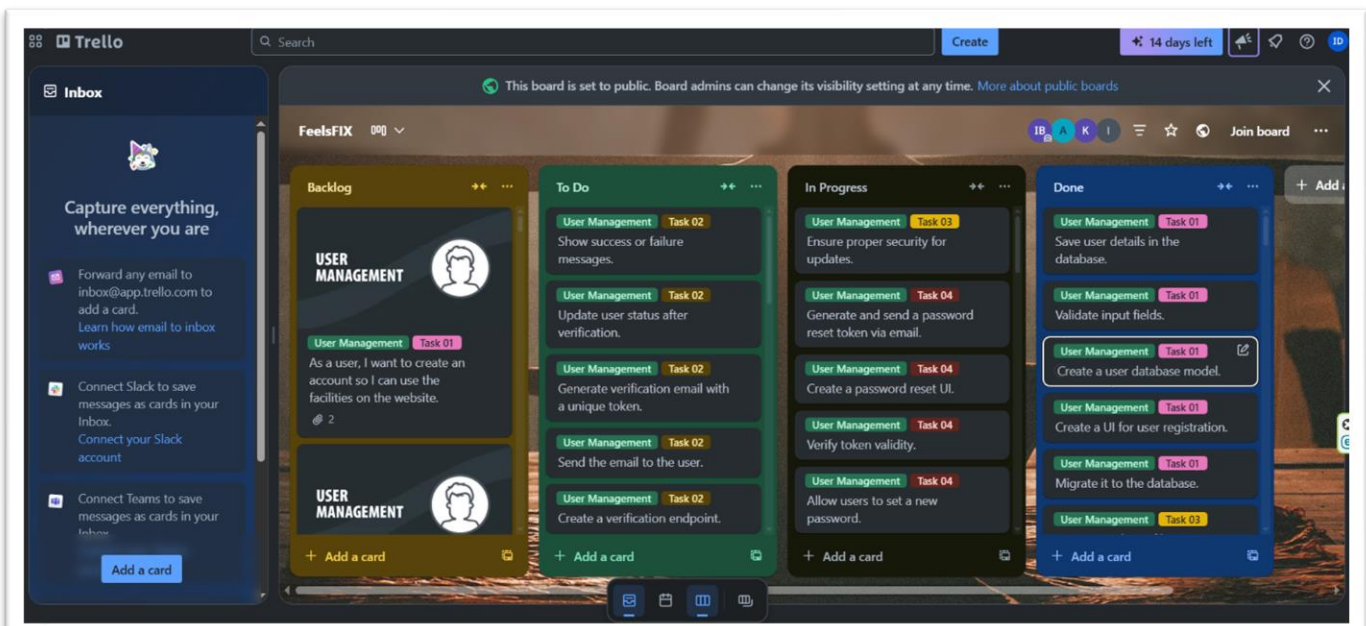 Trello
Search
Create
14 days left
ID
Inbox
Capture everything,
wherever you are
Forward any email to
inbox@app.trello.com to
add a card.
Learn how email to inbox
works
Connect Slack to save
messages as cards in your
Inbox.
Connect your Slack
account
Connect Teams to save
messages as cards in your
Inbox
Add a card
This board is set to public. Board admins can change its visibility setting at any time. More about public boards
FeelsFIX
IB A K I
Join board
Backlog
USER
MANAGEMENT
User Management Task 01
As a user, I want to create an
account so I can use the
facilities on the website.
2
USER
MANAGEMENT
+ Add a card
To Do
User Management Task 02
Show success or failure
messages.
User Management Task 02
Update user status after
verification.
User Management Task 02
Generate verification email with
a unique token.
User Management Task 02
Send the email to the user.
User Management Task 02
Create a verification endpoint.
+ Add a card
In Progress
User Management Task 03
Ensure proper security for
updates.
User Management Task 04
Generate and send a password
reset token via email.
User Management Task 04
Create a password reset UI.
User Management Task 04
Verify token validity.
User Management Task 04
Allow users to set a new
password.
+ Add a card
Done
User Management Task 01
Save user details in the
database.
User Management Task 01
Validate input fields.
User Management Task 01
Create a user database model.
User Management Task 01
Create a UI for user registration.
User Management Task 01
Migrate it to the database.
User Management Task 03
+ Add a card
+ Add